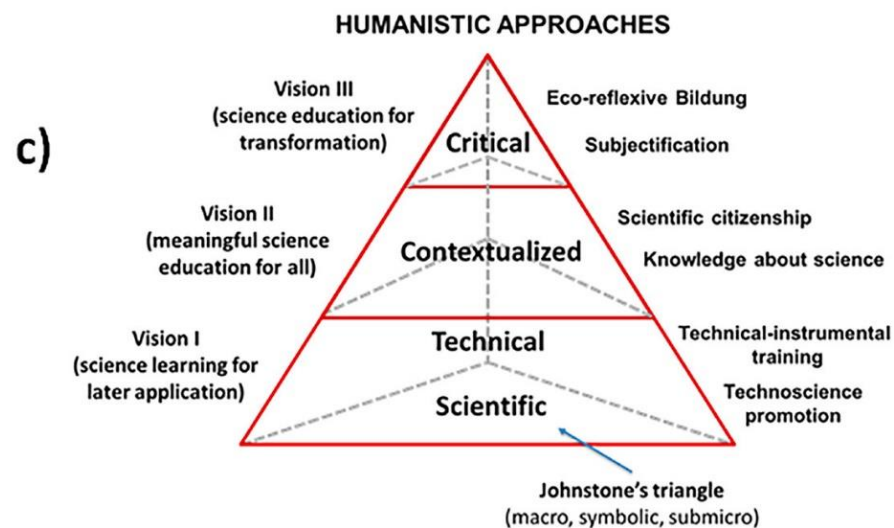 HUMANISTIC APPROACHES
c)
Vision III
(science education for
transformation)
Critical
Eco-reflexive Bildung
Subjectification
Vision II
(meaningful science
education for all)
Contextualized
Scientific citizenship
Knowledge about science
Vision I
(science learning for
later application)
Technical
Scientific
Technical-instrumental
training
Technoscience
promotion
Johnstone's triangle
(macro, symbolic, submicro)